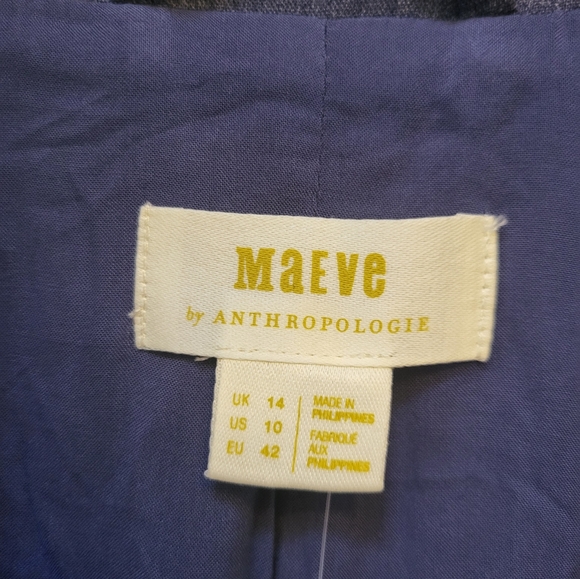 MaEve
by ANTHROPOLOGIE
UK 14
US 10
EU 42
MADE IN
PHILIPPINES
FABRIQUÉ
AUX
PHILIPPINES